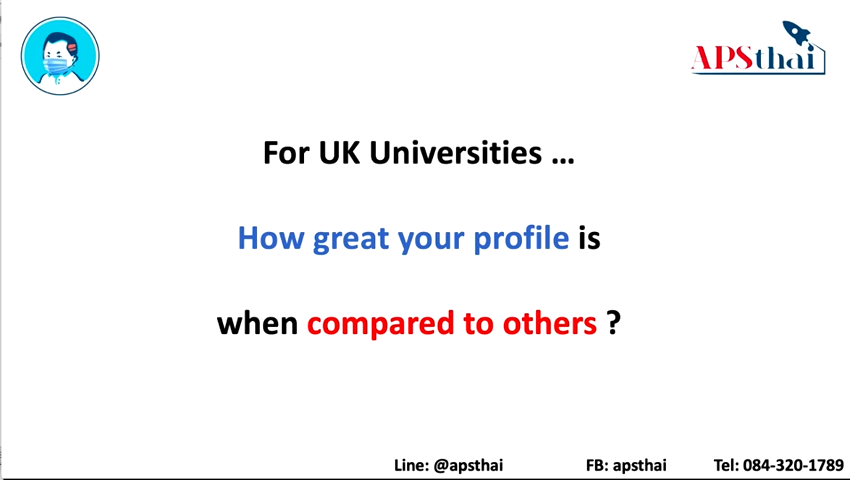 APSthai
For UK Universities ...
How great your profile is
when compared to others ?
Line: @apsthai FB: apsthai Tel: 084-320-1789